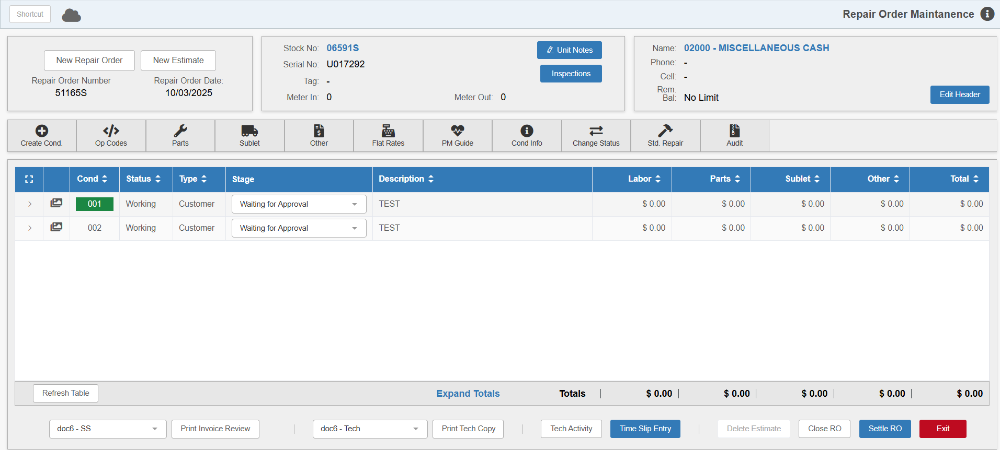 Shortcut
Repair Order Maintanence
New Repair Order
New Estimate
Repair Order Number
51165S
Repair Order Date:
10/03/2025
Stock No: 06591S
Serial No: U017292
Tag: -
Meter In: 0
Meter Out: 0
Unit Notes
Inspections
Name: 02000 - MISCELLANEOUS CASH
Phone: -
Cell: -
Rem. Bal: No Limit
Edit Header
Create Cond.
Op Codes
Parts
Sublet
Other
Flat Rates
PM Guide
Cond Info
Change Status
Std. Repair
Audit
Cond Status Type Stage Description Labor Parts Sublet Other Total
001 Working Customer Waiting for Approval TEST $ 0.00 $ 0.00 $ 0.00 $ 0.00 $ 0.00
002 Working Customer Waiting for Approval TEST $ 0.00 $ 0.00 $ 0.00 $ 0.00 $ 0.00
Refresh Table Expand Totals Totals $ 0.00 $ 0.00 $ 0.00 $ 0.00 $ 0.00
doc6 - SS Print Invoice Review doc6 - Tech Print Tech Copy Tech Activity Time Slip Entry Delete Estimate Close RO Settle RO Exit